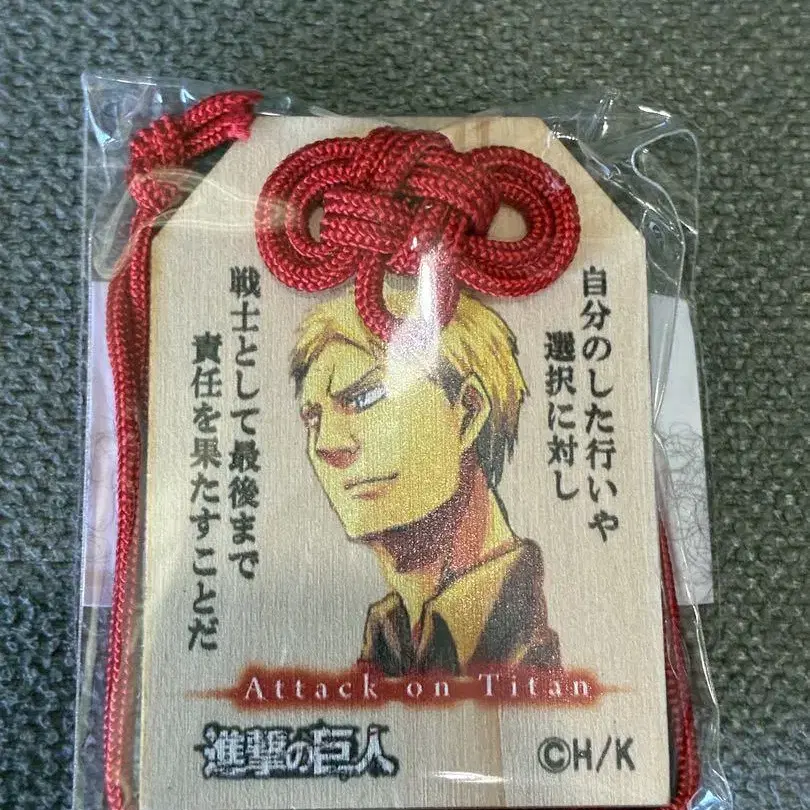 自分のした行いや
選択に対し
戦士として最後まで
責任を果たすことだ
Attack on Titan
進撃の巨人
©H/K